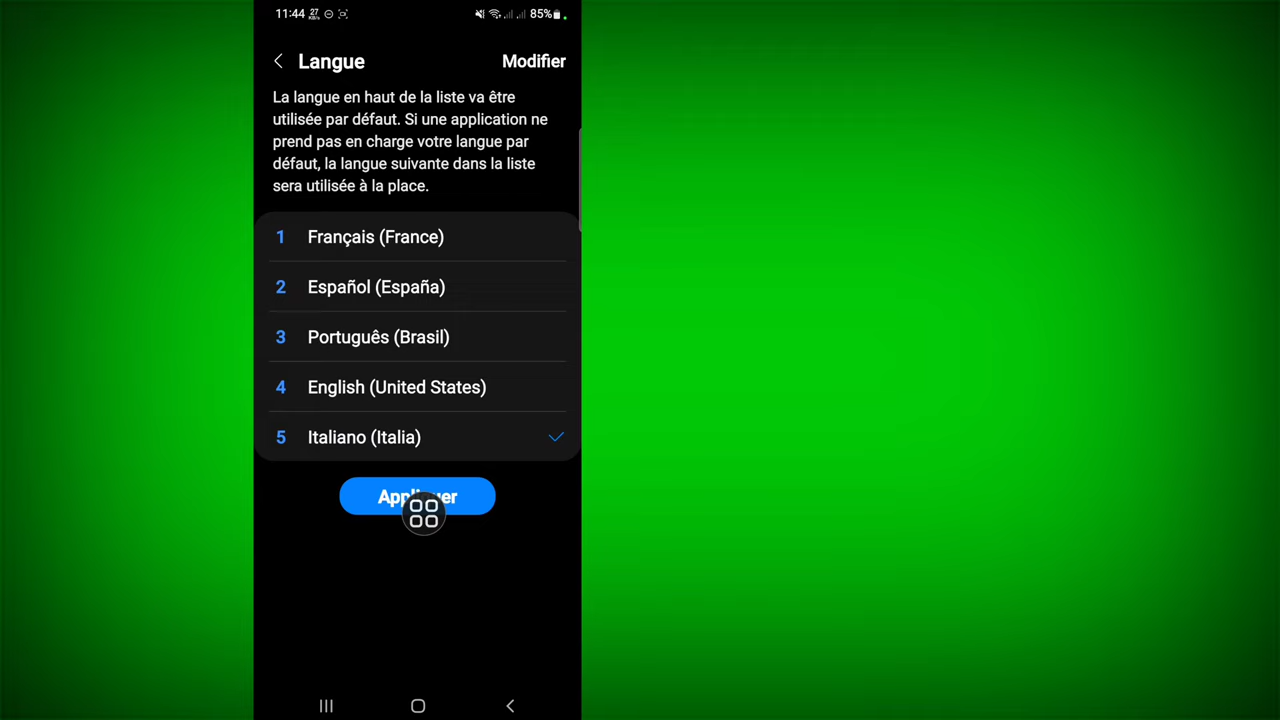 11:44 27 KB/s 85%
Langue
Modifier
La langue en haut de la liste va être
utilisée par défaut. Si une application ne
prend pas en charge votre langue par
défaut, la langue suivante dans la liste
sera utilisée à la place.
1 Français (France)
2 Español (España)
3 Português (Brasil)
4 English (United States)
5 Italiano (Italia)
Appliquer